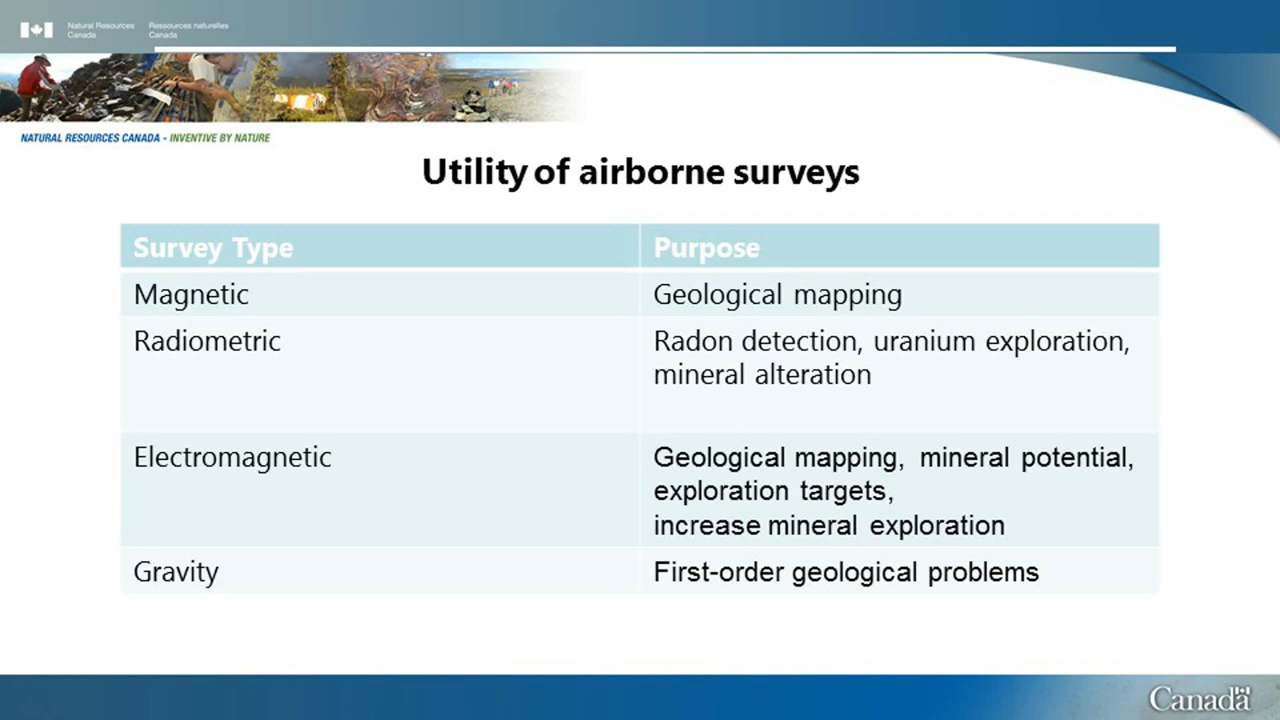 Natural Resources Ressources naturelles
Canada Canada
NATURAL RESOURCES CANADA - INVENTIVE BY NATURE
Utility of airborne surveys
Survey Type Purpose
Magnetic Geological mapping
Radiometric Radon detection, uranium exploration,
mineral alteration
Electromagnetic Geological mapping, mineral potential,
exploration targets,
increase mineral exploration
Gravity First-order geological problems
Canada